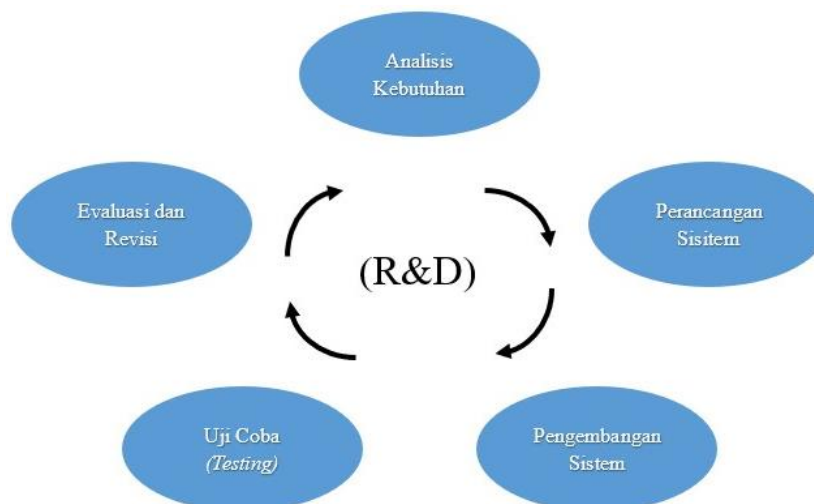 Analisis
Kebutuhan
Evaluasi dan
Revisi
Perancangan
Sisitem
(R&D)
Uji Coba
(Testing)
Pengembangan
Sistem